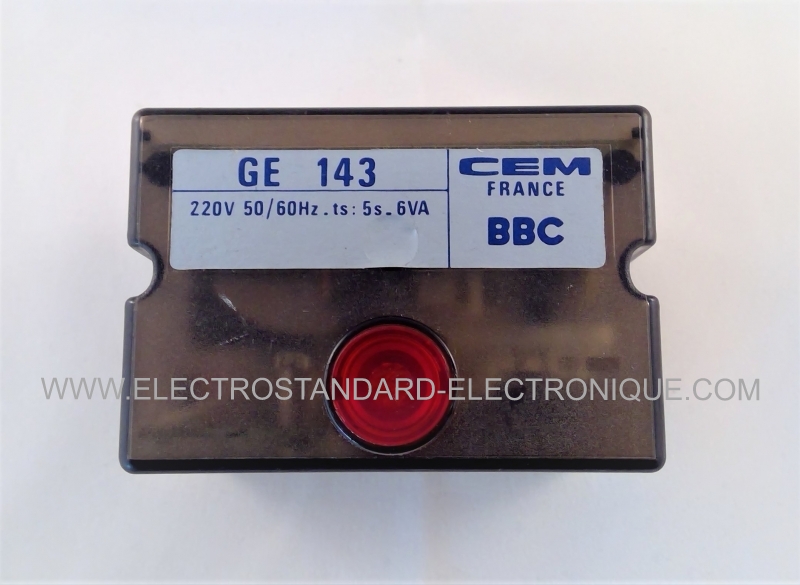 GE 143
220V 50/60Hz.ts: 5s.6VA
CEM
FRANCE
BBC
WWW.ELECTROSTANDARD-ELECTRONIQUE.COM